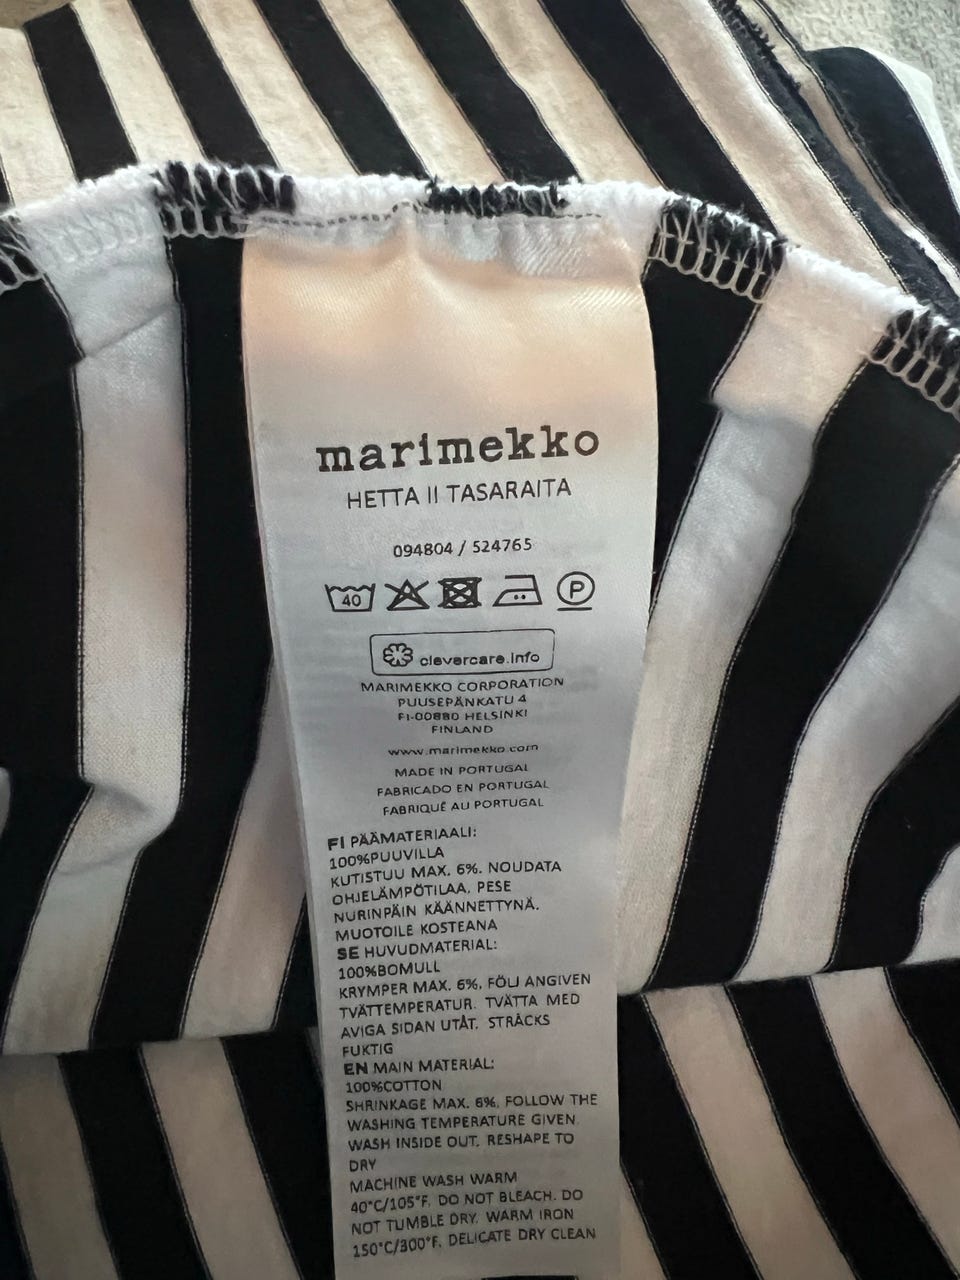 marimekko
HETTA II TASARAITA
094804 / 524765
40 P
clevercare.info
MARIMEKKO CORPORATION
PUUSEPÄNKATU 4
FI-00880 HELSINKI
FINLAND
www.marimekko.com
MADE IN PORTUGAL
FABRICADO EN PORTUGAL
FABRIQUÉ AU PORTUGAL
FI PÄÄMATERIAALI:
100%PUUVILLA
KUTISTUU MAX. 6%. NOUDATA
OHJELÄMPÖTILAA, PESE
NURINPÄIN KÄÄNNETTYNÄ.
MUOTOILE KOSTEANA
SE HUVUDMATERIAL:
100%BOMULL
KRYMPER MAX. 6%, FÖLJ ANGIVEN
TVÄTTEMPERATUR. TVÄTTA MED
AVIGA SIDAN UTÅT. STRÄCKS
FUKTIG
EN MAIN MATERIAL:
100%COTTON
SHRINKAGE MAX. 6%, FOLLOW THE
WASHING TEMPERATURE GIVEN.
WASH INSIDE OUT, RESHAPE TO
DRY
MACHINE WASH WARM
40°C/105°F, DO NOT BLEACH. DO
NOT TUMBLE DRY. WARM IRON
150°C/300°F, DELICATE DRY CLEAN